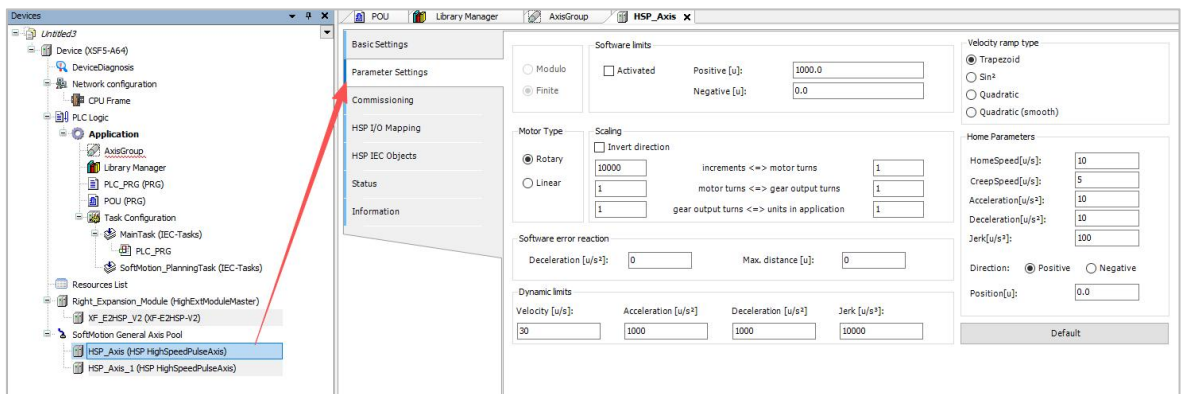 Devices
Untitled3
Device (XSF5-A64)
DeviceDiagnosis
Network configuration
CPU Frame
PLC Logic
Application
AxisGroup
Library Manager
PLC_PRG (PRG)
POU (PRG)
Task Configuration
MainTask (IEC-Tasks)
PLC_PRG
SoftMotion_PlanningTask (IEC-Tasks)
Resources List
Right_Expansion_Module (HighExtModuleMaster)
XF_E2HSP_V2 (XF-E2HSP-V2)
SoftMotion General Axis Pool
HSP_Axis (HSP HighSpeedPulseAxis)
HSP_Axis_1 (HSP HighSpeedPulseAxis)
POU Library Manager AxisGroup HSP_Axis X
Basic Settings
Parameter Settings
Commissioning
HSP I/O Mapping
HSP IEC Objects
Status
Information
Modulo
Finite
Software limits
Activated Positive [u]: 1000.0
Negative [u]: 0.0
Motor Type
Rotary
Linear
Scaling
Invert direction
10000 increments <=> motor turns 1
1 motor turns <=> gear output turns 1
1 gear output turns <=> units in application 1
Software error reaction
Deceleration [u/s²]: 0 Max. distance [u]: 0
Dynamic limits
Velocity [u/s]: Acceleration [u/s²] Deceleration [u/s²] Jerk [u/s³]:
30 1000 1000 10000
Velocity ramp type
Trapezoid
Sin²
Quadratic
Quadratic (smooth)
Home Parameters
HomeSpeed[u/s]: 10
CreepSpeed[u/s]: 5
Acceleration[u/s²]: 10
Deceleration[u/s²]: 10
Jerk[u/s³]: 100
Direction: Positive Negative
Position[u]: 0.0
Default